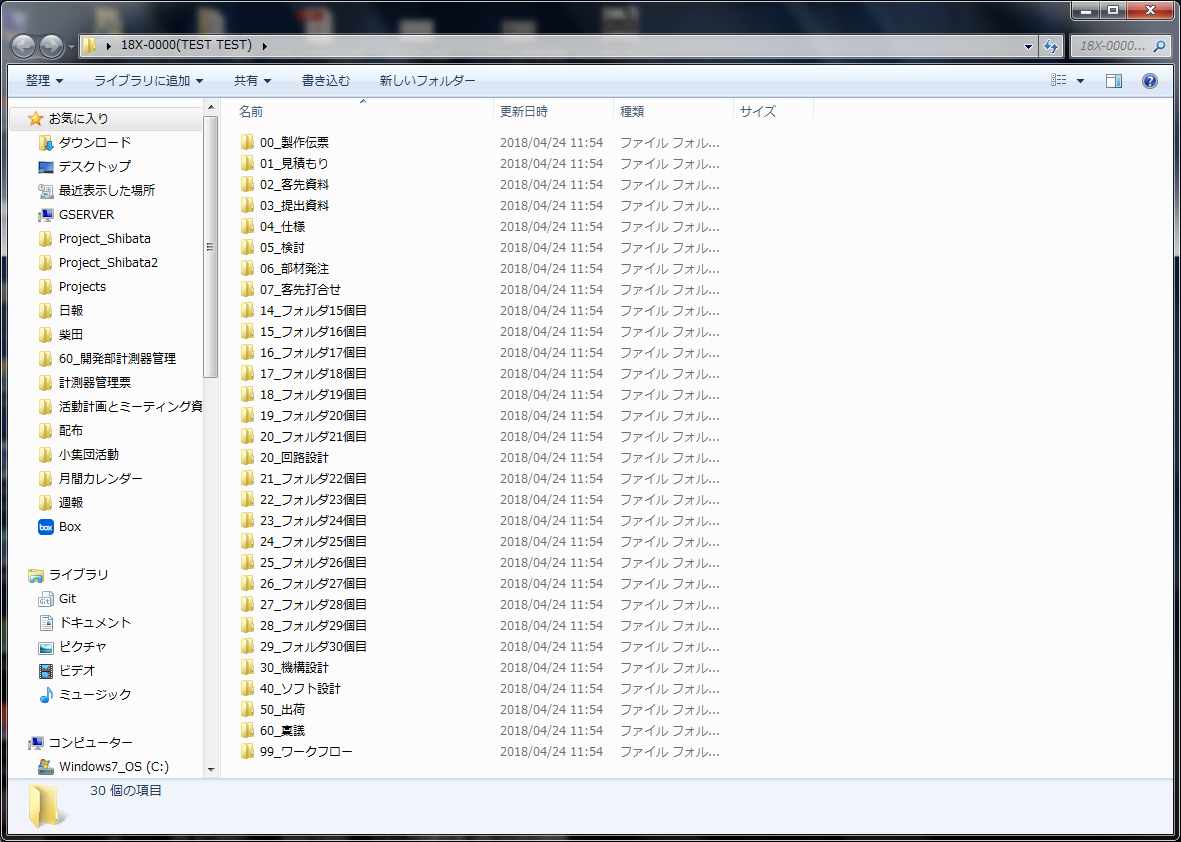 18X-0000(TEST TEST)
18X-0000...
整理 ライブラリに追加 共有 書き込む 新しいフォルダー
名前 更新日時 種類 サイズ
お気に入り
ダウンロード
デスクトップ
最近表示した場所
GSERVER
Project_Shibata
Project_Shibata2
Projects
日報
柴田
60_開発部計測器管理
計測器管理票
活動計画とミーティング資
配布
小集団活動
月間カレンダー
週報
box Box
ライブラリ
Git
ドキュメント
ピクチャ
ビデオ
ミュージック
コンピューター
Windows7_OS (C:)
00_製作伝票 2018/04/24 11:54 ファイル フォル...
01_見積もり 2018/04/24 11:54 ファイル フォル...
02_客先資料 2018/04/24 11:54 ファイル フォル...
03_提出資料 2018/04/24 11:54 ファイル フォル...
04_仕様 2018/04/24 11:54 ファイル フォル...
05_検討 2018/04/24 11:54 ファイル フォル...
06_部材発注 2018/04/24 11:54 ファイル フォル...
07_客先打合せ 2018/04/24 11:54 ファイル フォル...
14_フォルダ15個目 2018/04/24 11:54 ファイル フォル...
15_フォルダ16個目 2018/04/24 11:54 ファイル フォル...
16_フォルダ17個目 2018/04/24 11:54 ファイル フォル...
17_フォルダ18個目 2018/04/24 11:54 ファイル フォル...
18_フォルダ19個目 2018/04/24 11:54 ファイル フォル...
19_フォルダ20個目 2018/04/24 11:54 ファイル フォル...
20_フォルダ21個目 2018/04/24 11:54 ファイル フォル...
20_回路設計 2018/04/24 11:54 ファイル フォル...
21_フォルダ22個目 2018/04/24 11:54 ファイル フォル...
22_フォルダ23個目 2018/04/24 11:54 ファイル フォル...
23_フォルダ24個目 2018/04/24 11:54 ファイル フォル...
24_フォルダ25個目 2018/04/24 11:54 ファイル フォル...
25_フォルダ26個目 2018/04/24 11:54 ファイル フォル...
26_フォルダ27個目 2018/04/24 11:54 ファイル フォル...
27_フォルダ28個目 2018/04/24 11:54 ファイル フォル...
28_フォルダ29個目 2018/04/24 11:54 ファイル フォル...
29_フォルダ30個目 2018/04/24 11:54 ファイル フォル...
30_機構設計 2018/04/24 11:54 ファイル フォル...
40_ソフト設計 2018/04/24 11:54 ファイル フォル...
50_出荷 2018/04/24 11:54 ファイル フォル...
60_稟議 2018/04/24 11:54 ファイル フォル...
99_ワークフロー 2018/04/24 11:54 ファイル フォル...
30 個の項目